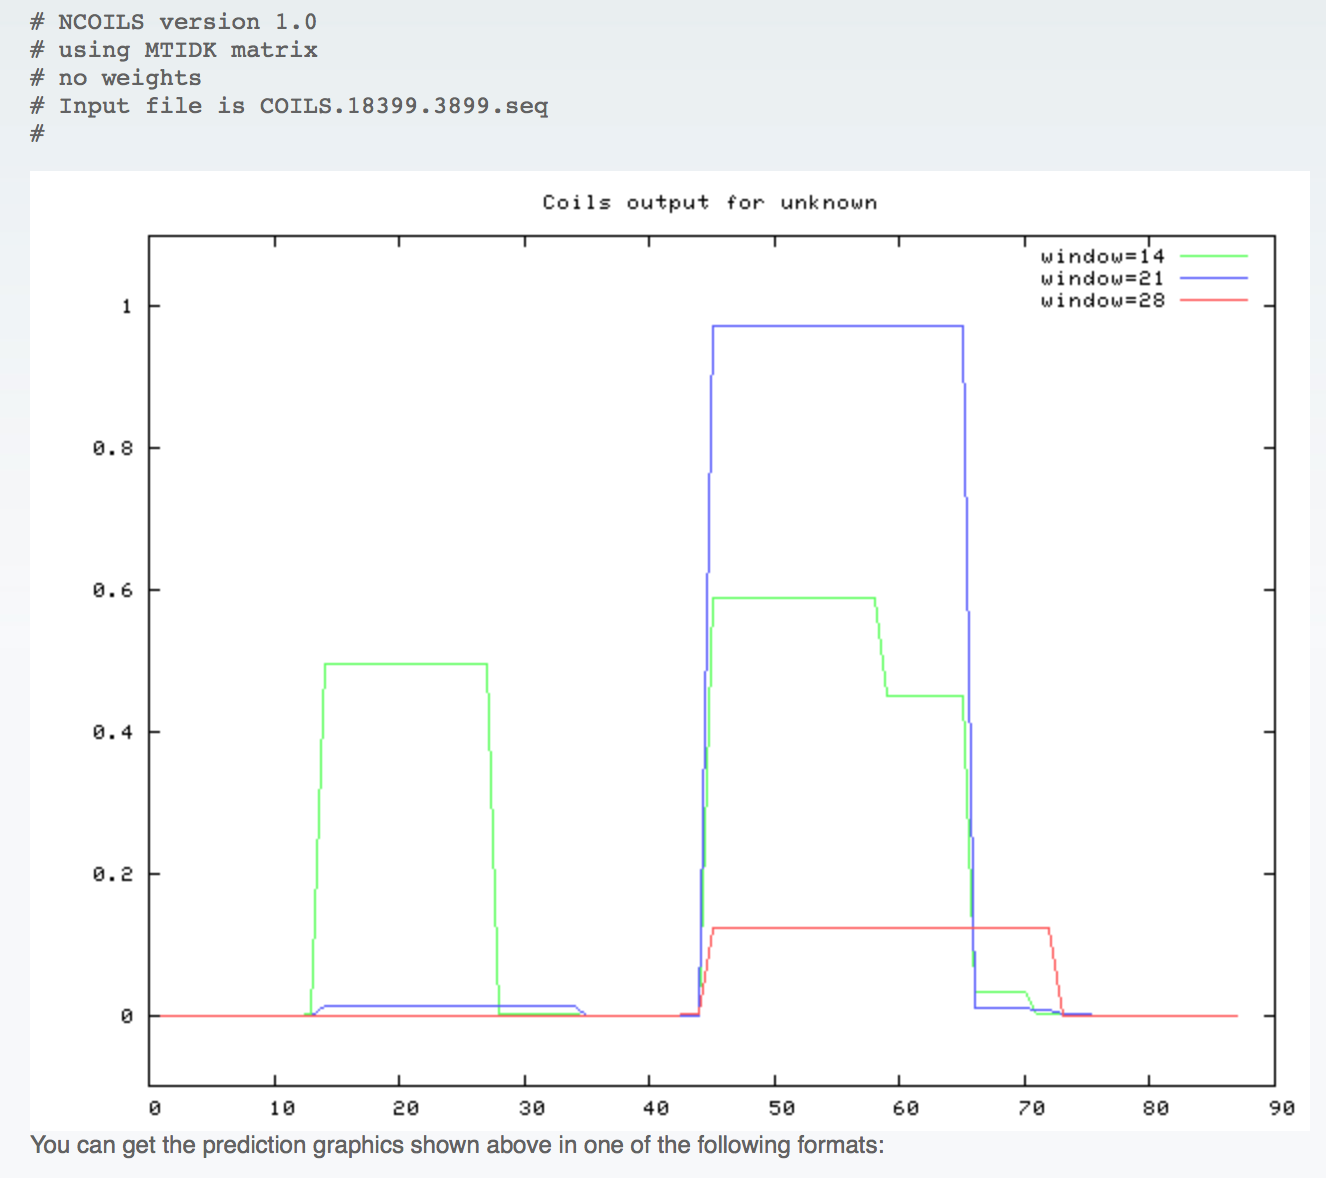 # NCOILS version 1.0
# using MTIDK matrix
# no weights
# Input file is COILS.18399.3899.seq
#
Coils output for unknown
window=14
window=21
window=28
1
0.8
0.6
0.4
0.2
0
0 10 20 30 40 50 60 70 80 90
You can get the prediction graphics shown above in one of the following formats: